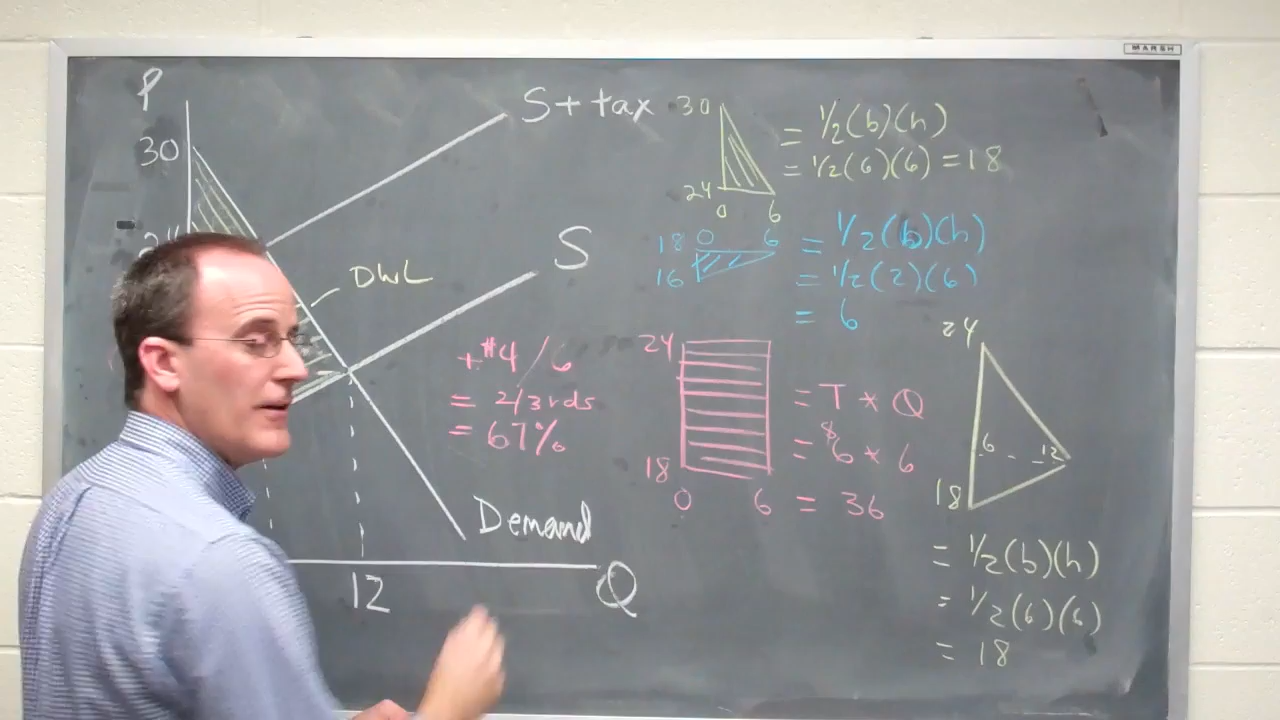 MARSH
P
S + tax
30
S
DWL
+$4/6
= 2/3rds
= 67%
Demand
12
Q
30
= 1/2(b)(h)
= 1/2(6)(6) = 18
24
0 6
18 0 6 = 1/2(b)(h)
16 = 1/2(2)(6)
= 6
24
= T * Q
= $6 * 6
18
0 6 = 36
24
6 - - 12
18
= 1/2(b)(h)
= 1/2(6)(6)
= 18